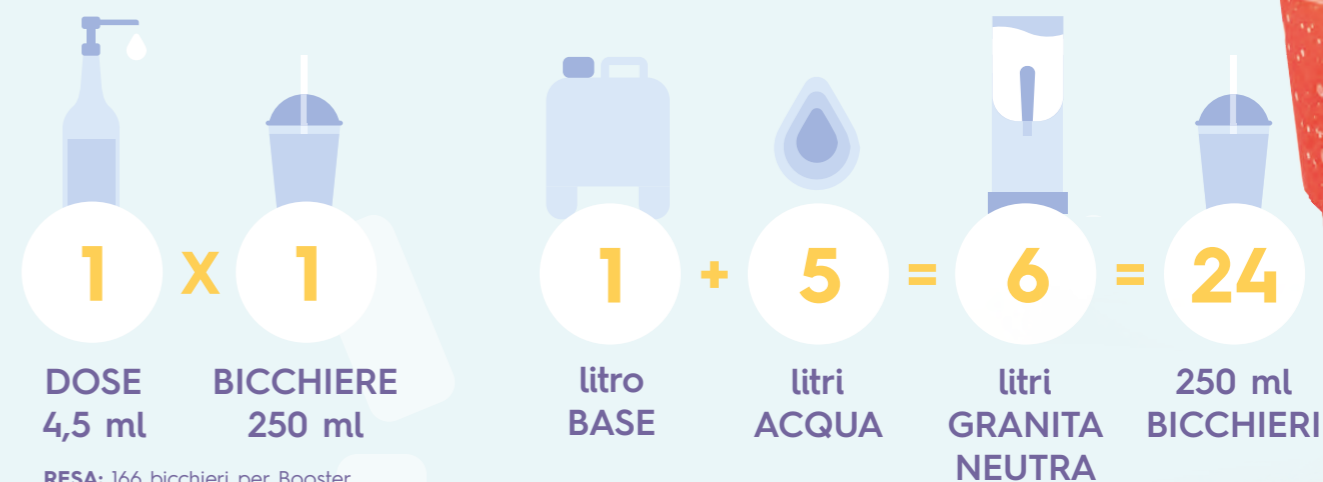 1 X 1
DOSE
4,5 ml
BICCHIERE
250 ml
RESA: 166 bicchieri per Booster
1 + 5 = 6 = 24
litro
BASE
litri
ACQUA
litri
GRANITA
NEUTRA
250 ml
BICCHIERI